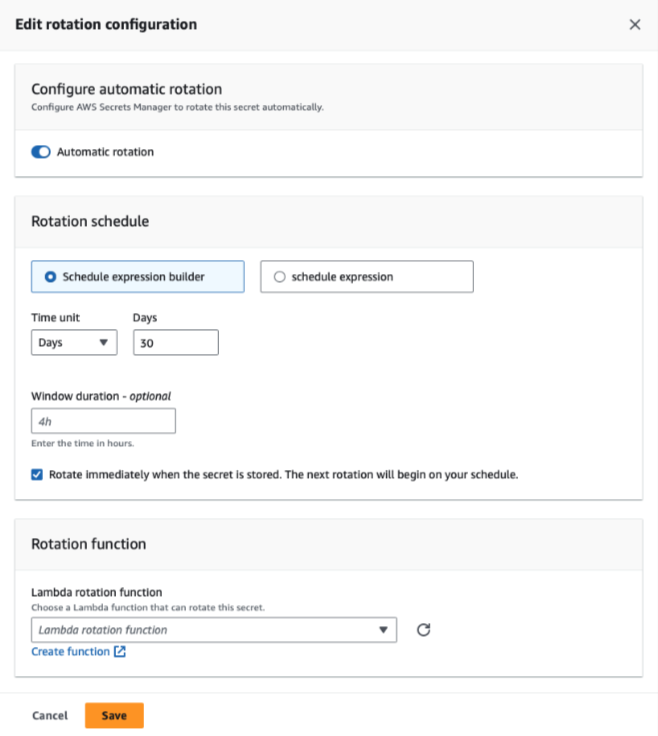 Edit rotation configuration
Configure automatic rotation
Configure AWS Secrets Manager to rotate this secret automatically.
Automatic rotation
Rotation schedule
Schedule expression builder
schedule expression
Time unit
Days
Days
30
Window duration - optional
4h
Enter the time in hours.
Rotate immediately when the secret is stored. The next rotation will begin on your schedule.
Rotation function
Lambda rotation function
Choose a Lambda function that can rotate this secret.
Lambda rotation function
Create function
Cancel
Save